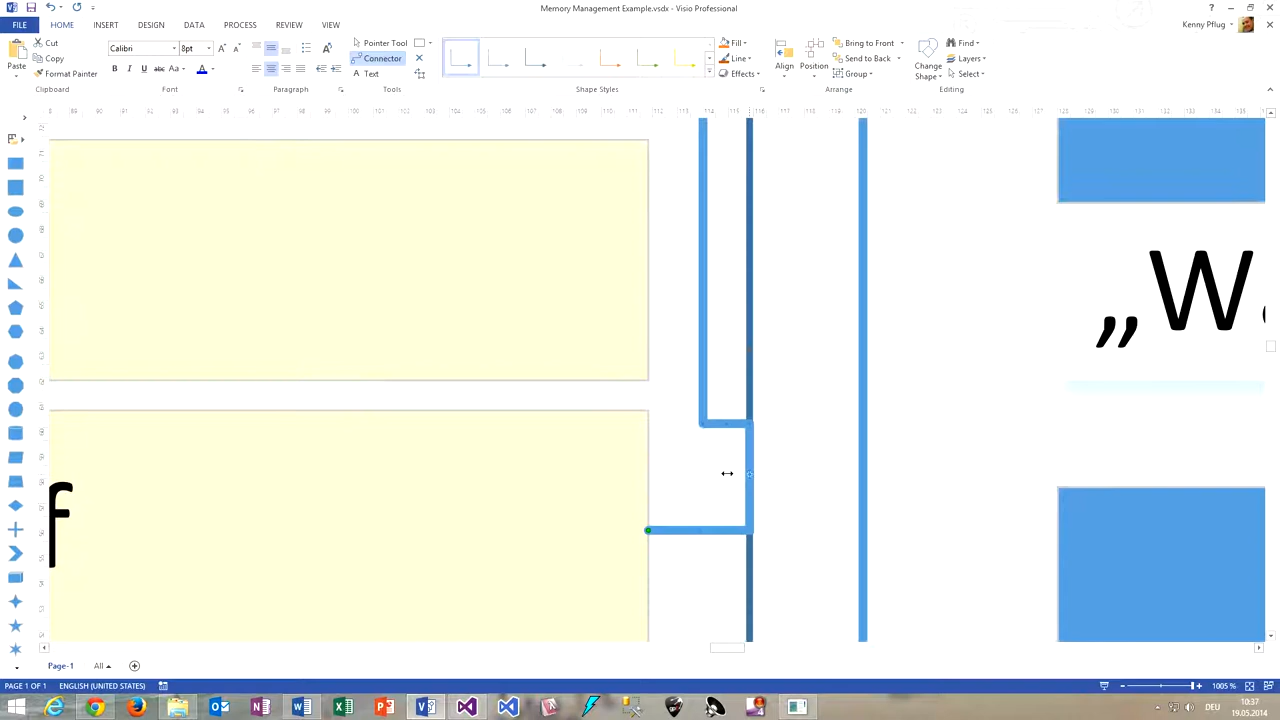 Memory Management Example.vsdx - Visio Professional
FILE HOME INSERT DESIGN DATA PROCESS REVIEW VIEW Kenny Pflug
Cut Calibri 8pt Pointer Tool Fill Bring to Front Find
Copy Connector Line Send to Back Layers
Paste Format Painter B U abc Aa A Text Effects Align Position Group Change Shape Select
Clipboard Font Paragraph Tools Shape Styles Arrange Editing
„W
f
Page-1 All
PAGE 1 OF 1 ENGLISH (UNITED STATES) 1005 %
DEU 10:37
19.05.2014